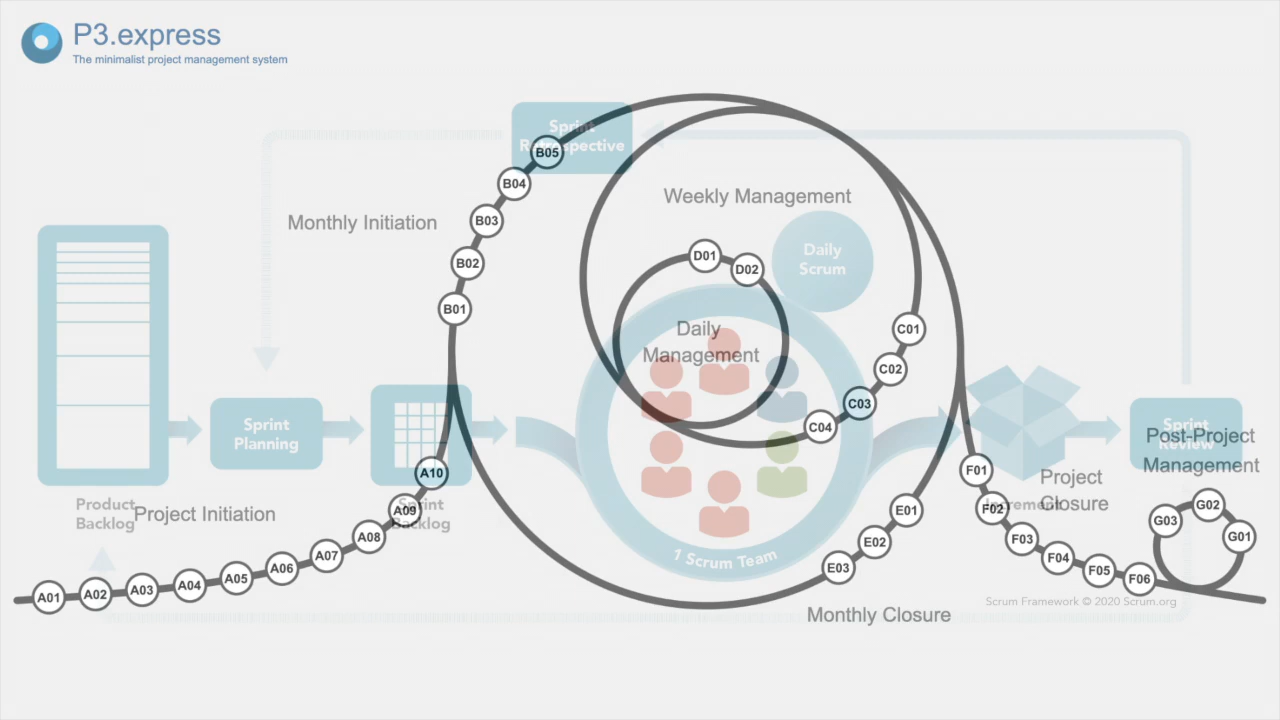 P3.express
The minimalist project management system
Sprint
Retrospective
B05
B04
B03
B02
B01
Monthly Initiation
Weekly Management
Daily
Scrum
D01
D02
Daily
Management
C01
C02
C03
C04
Sprint
Planning
Product
Backlog
Project Initiation
Sprint
Backlog
A01
A02
A03
A04
A05
A06
A07
A08
A09
A10
1 Scrum Team
E01
E02
E03
Monthly Closure
Sprint
Review
Post-Project
Management
Project
Closure
Increment
F01
F02
F03
F04
F05
F06
G03
G02
G01
Scrum Framework © 2020 Scrum.org